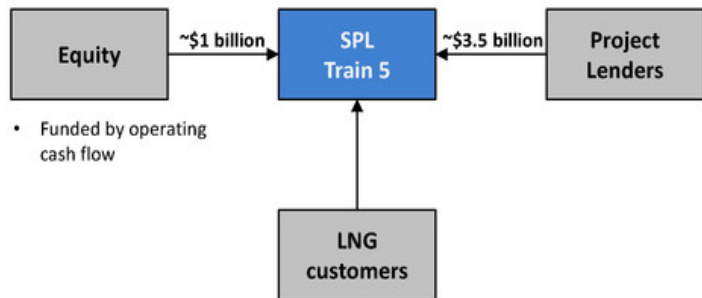 Equity
~$1 billion
SPL
Train 5
~$3.5 billion
Project
Lenders
• Funded by operating
cash flow
LNG
customers